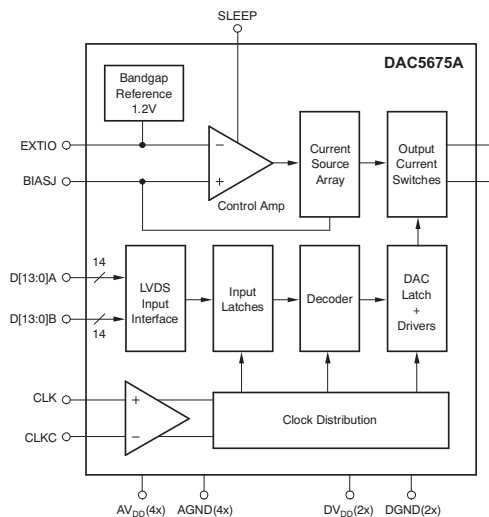 SLEEP
DAC5675A
Bandgap
Reference
1.2V
EXTIO
BIASJ
−
+
Control Amp
Current
Source
Array
Output
Current
Switches
D[13:0]A
14
D[13:0]B
14
LVDS
Input
Interface
Input
Latches
Decoder
DAC
Latch
+
Drivers
CLK
CLKC
+
−
Clock Distribution
AVDD(4x)
AGND(4x)
DVDD(2x)
DGND(2x)